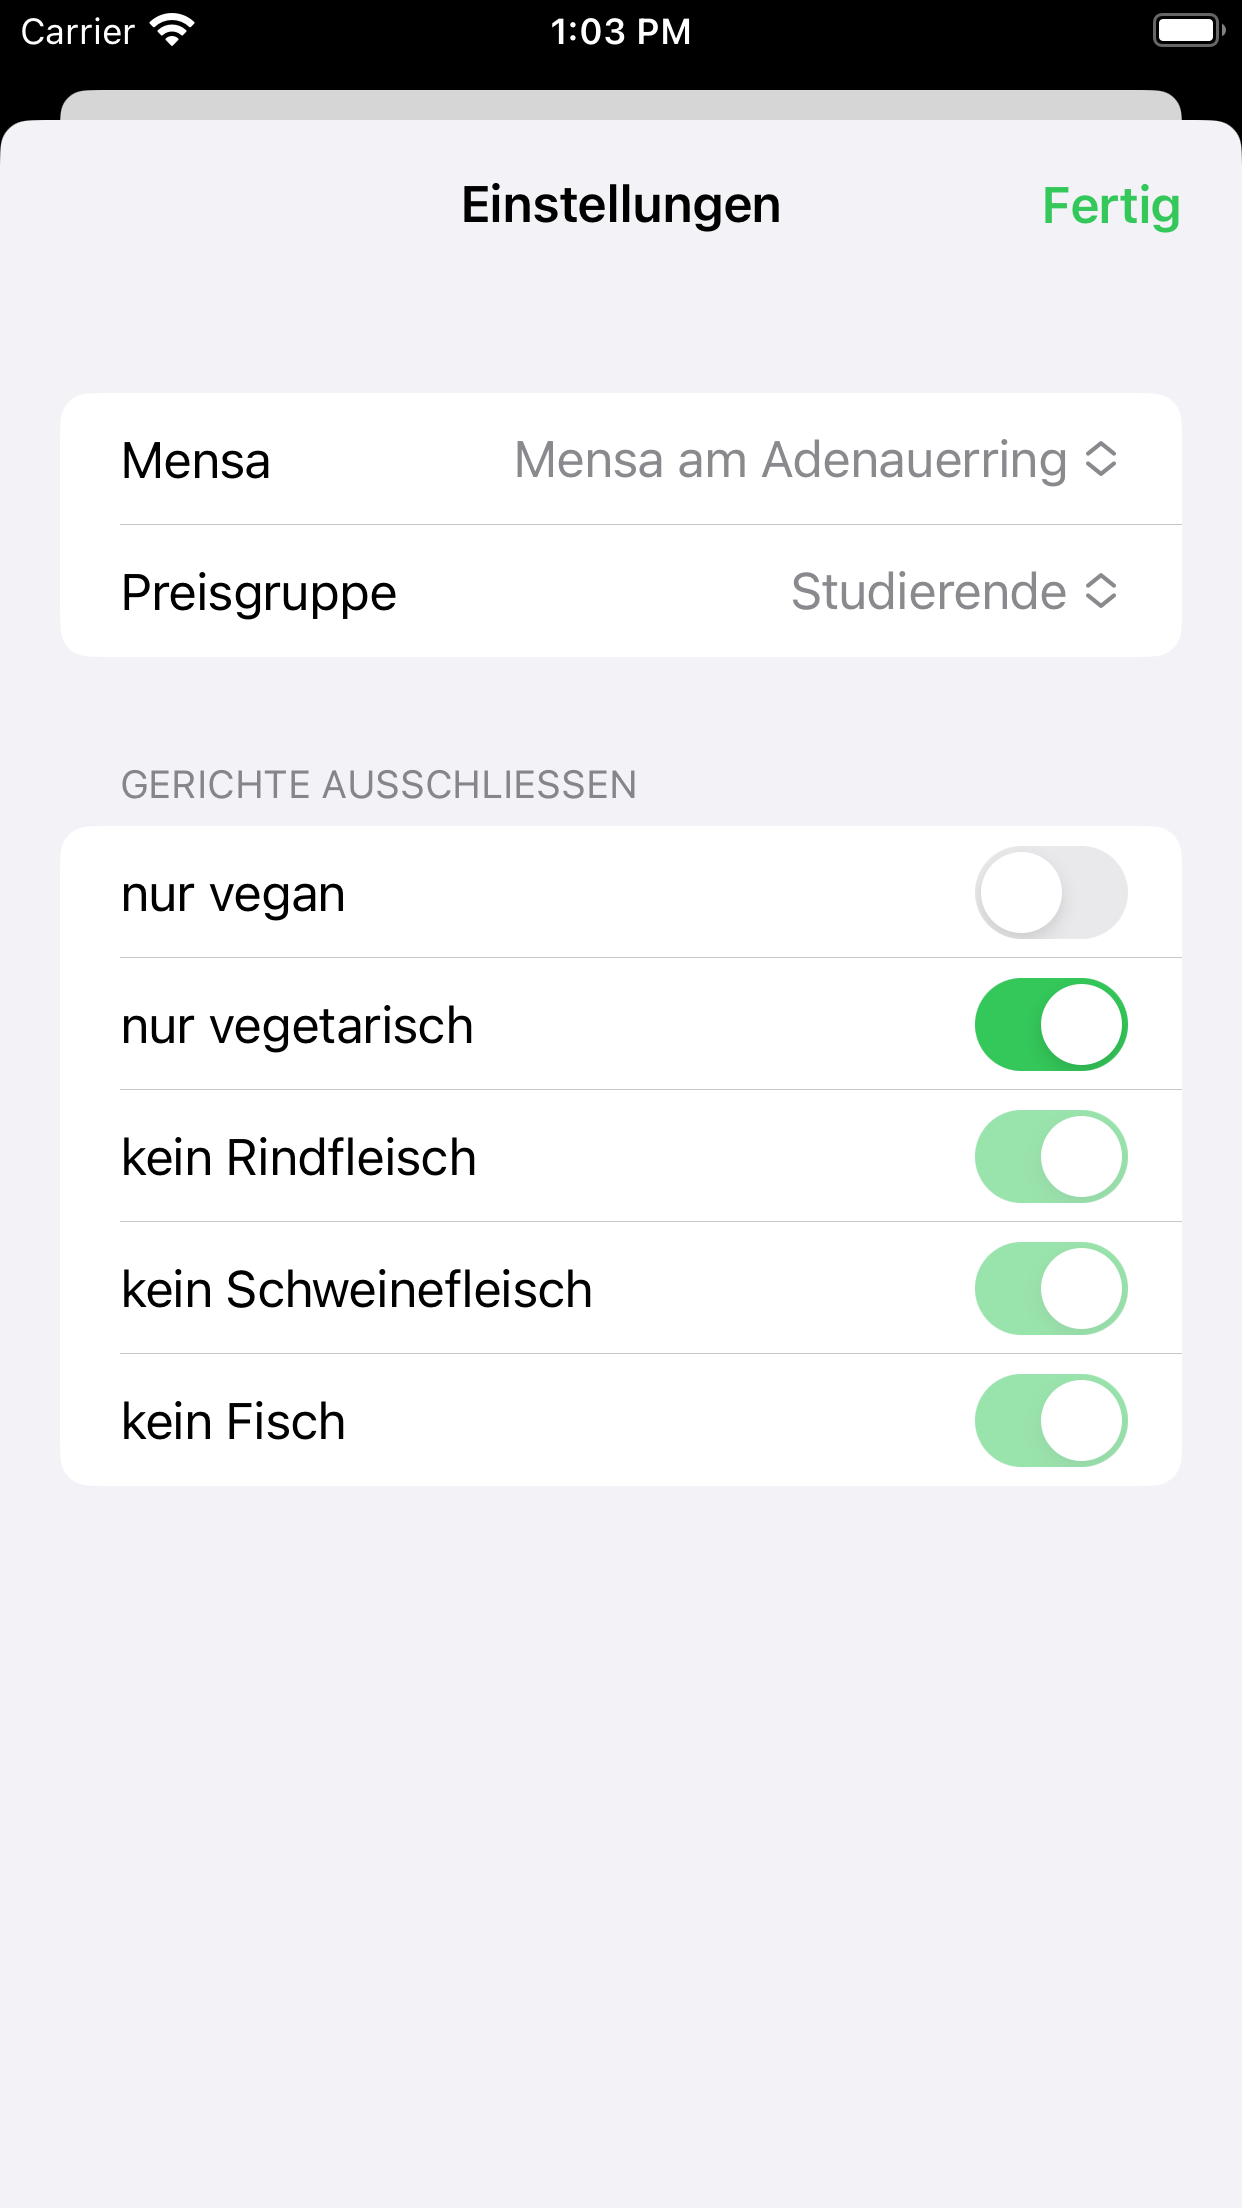 Carrier 1:03 PM
Einstellungen Fertig
Mensa Mensa am Adenauerring
Preisgruppe Studierende
GERICHTE AUSSCHLIESSEN
nur vegan
nur vegetarisch
kein Rindfleisch
kein Schweinefleisch
kein Fisch